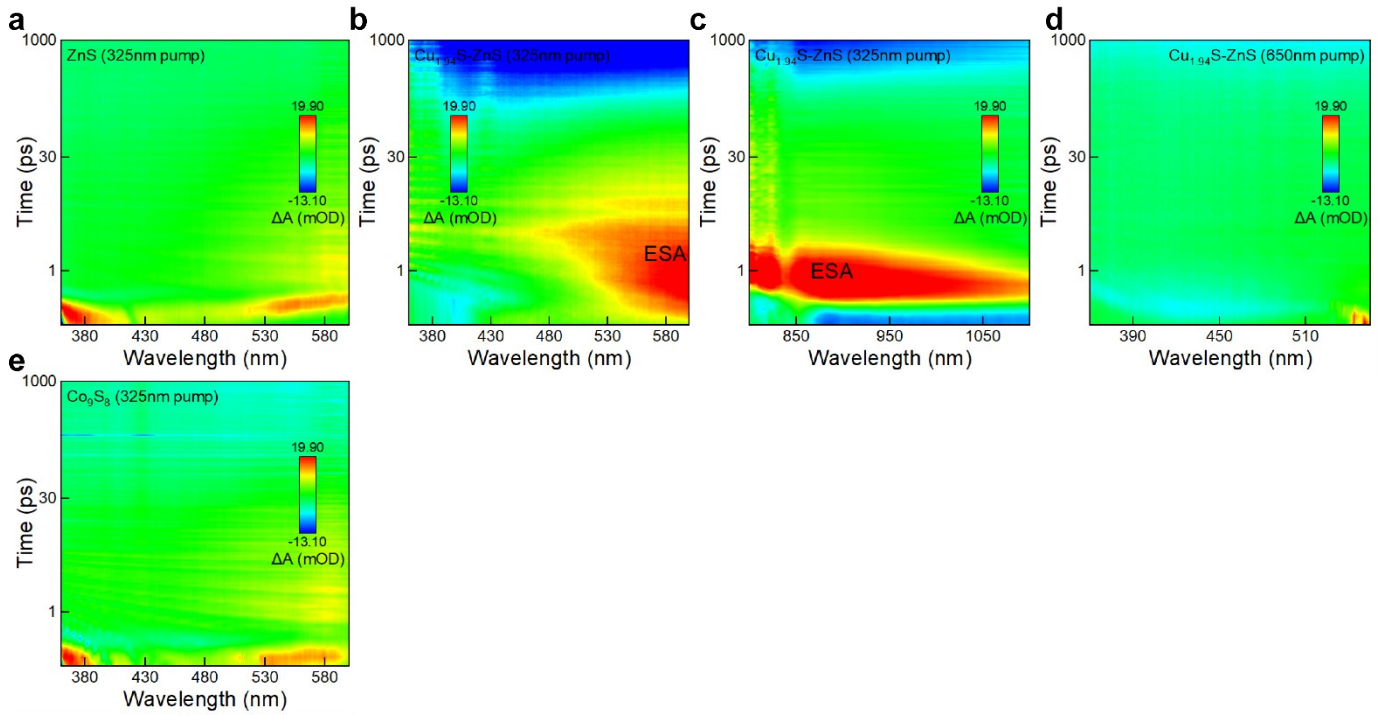 a
1000
ZnS (325nm pump)
19.90
-13.10
ΔA (mOD)
30
1
Time (ps)
380 430 480 530 580
Wavelength (nm)
b
1000
Cu1.94S-ZnS (325nm pump)
19.90
-13.10
ΔA (mOD)
30
1
Time (ps)
ESA
380 430 480 530 580
Wavelength (nm)
c
1000
Cu1.94S-ZnS (325nm pump)
19.90
-13.10
ΔA (mOD)
30
1
Time (ps)
ESA
850 950 1050
Wavelength (nm)
d
1000
Cu1.94S-ZnS (650nm pump)
19.90
-13.10
ΔA (mOD)
30
1
Time (ps)
390 450 510
Wavelength (nm)
e
1000
Co9S8 (325nm pump)
19.90
-13.10
ΔA (mOD)
30
1
Time (ps)
380 430 480 530 580
Wavelength (nm)